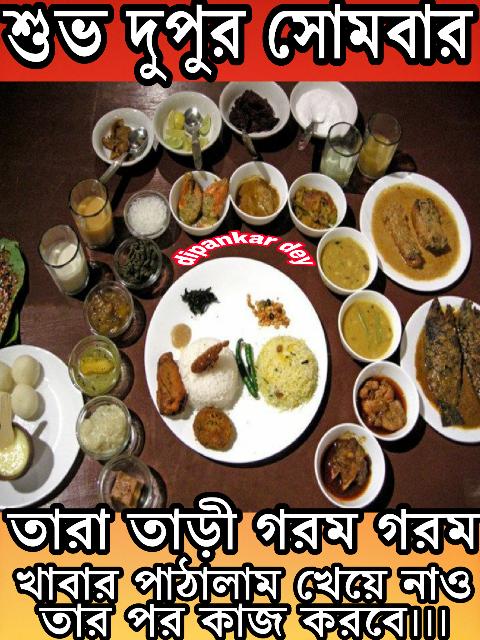 শুভ দুপুর সোমবার
dipankar dey
তারা তাড়ী গরম গরম
খাবার পাঠালাম খেয়ে নাও
তার পর কাজ করবে।।।